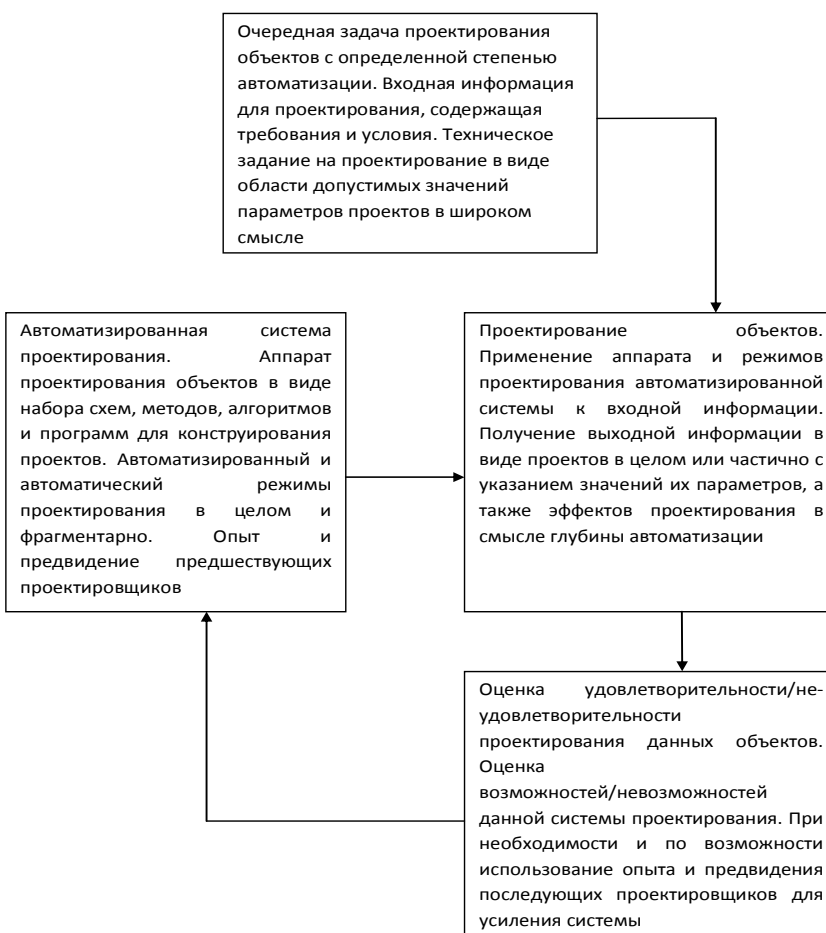 Очередная задача проектирования
объектов с определенной степенью
автоматизации. Входная информация
для проектирования, содержащая
требования и условия. Техническое
задание на проектирование в виде
области допустимых значений
параметров проектов в широком
смысле
Автоматизированная система
проектирования. Аппарат
проектирования объектов в виде
набора схем, методов, алгоритмов
и программ для конструирования
проектов. Автоматизированный и
автоматический режимы
проектирования в целом и
фрагментарно. Опыт и
предвидение предшествующих
проектировщиков
Проектирование объектов.
Применение аппарата и режимов
проектирования автоматизированной
системы к входной информации.
Получение выходной информации в
виде проектов в целом или частично с
указанием значений их параметров, а
также эффектов проектирования в
смысле глубины автоматизации
Оценка удовлетворительности/не-
удовлетворительности
проектирования данных объектов.
Оценка
возможностей/невозможностей
данной системы проектирования. При
необходимости и по возможности
использование опыта и предвидения
последующих проектировщиков для
усиления системы